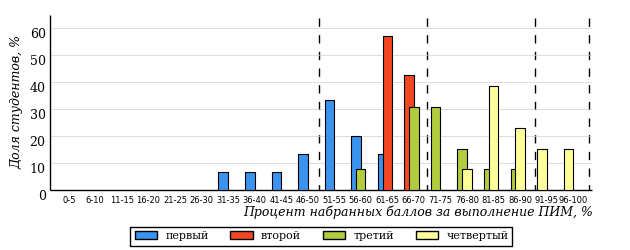 Доля студентов, %
60
50
40
30
20
10
0
0-5 6-10 11-15 16-20 21-25 26-30 31-35 36-40 41-45 46-50 51-55 56-60 61-65 66-70 71-75 76-80 81-85 86-90 91-95 96-100
Процент набранных баллов за выполнение ПИМ, %
первый второй третий четвертый